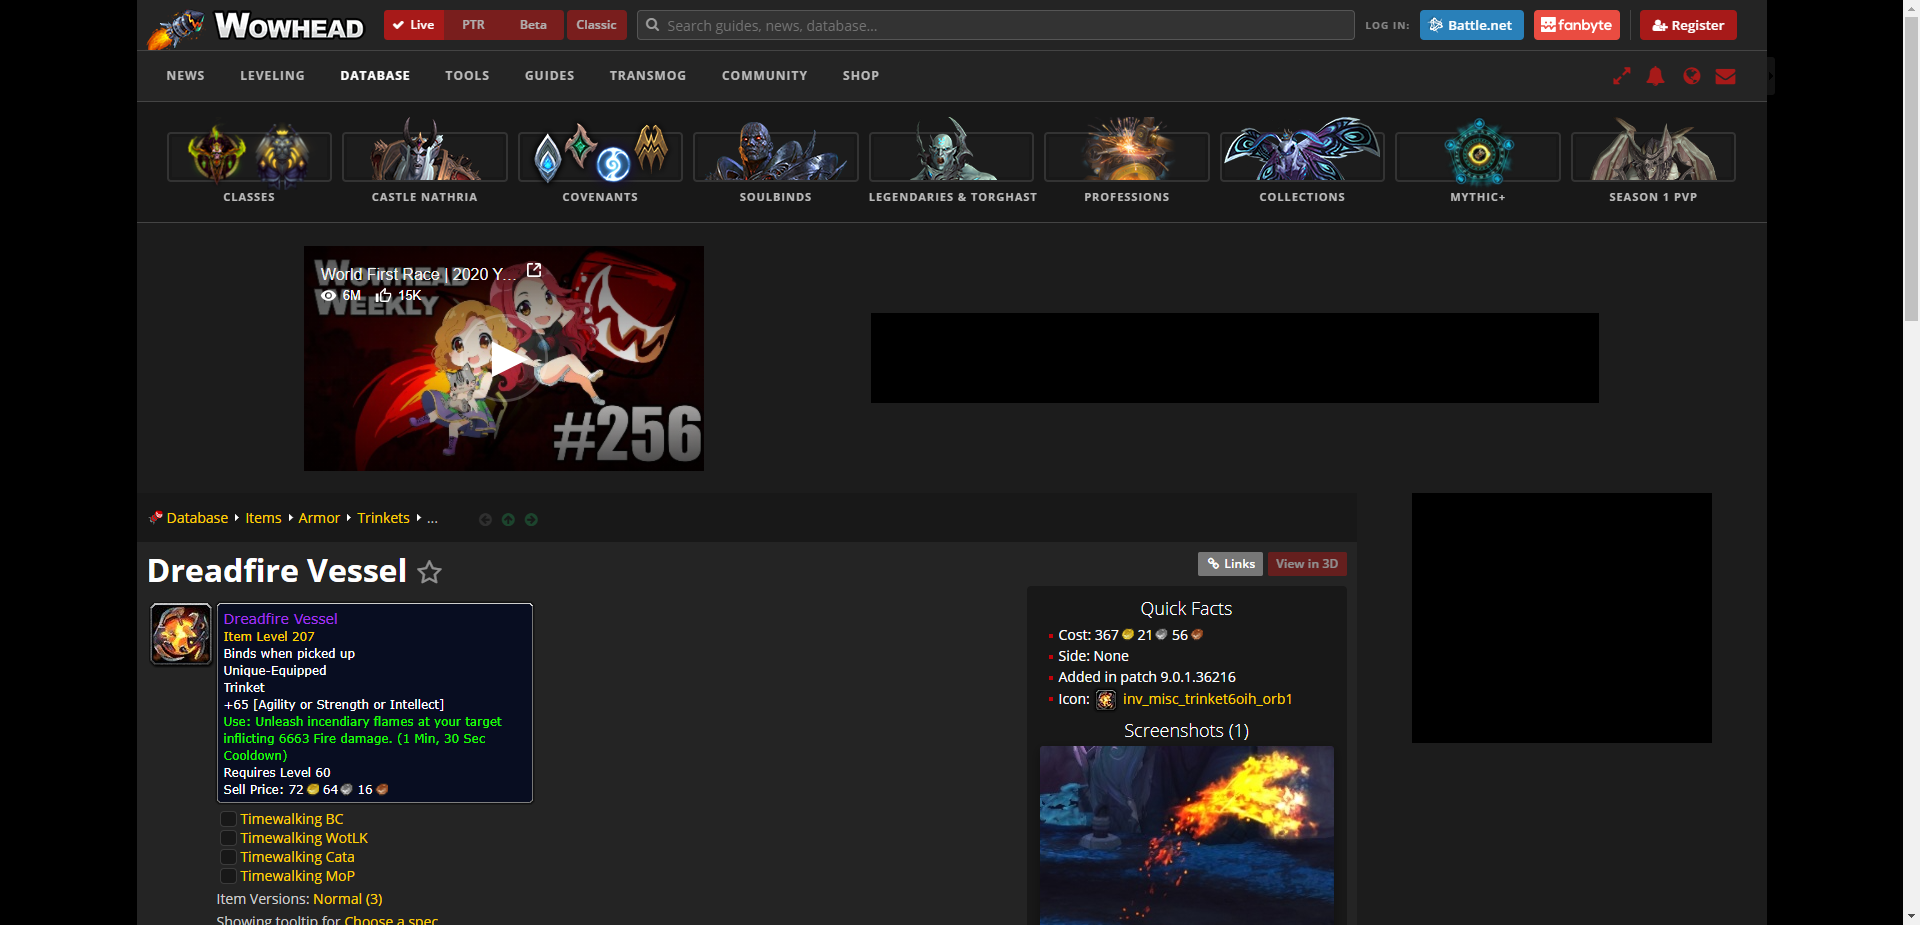 WOWHEAD
Live PTR Beta Classic
Search guides, news, database...
LOG IN: Battle.net fanbyte Register
NEWS LEVELING DATABASE TOOLS GUIDES TRANSMOG COMMUNITY SHOP
CLASSES CASTLE NATHRIA COVENANTS SOULBINDS LEGENDARIES & TORGHAST PROFESSIONS COLLECTIONS MYTHIC+ SEASON 1 PVP
World First Race | 2020 Y...
6M 15K
WOWHEAD
WEEKLY
#256
Database Items Armor Trinkets ...
Dreadfire Vessel
Links View in 3D
Dreadfire Vessel
Item Level 207
Binds when picked up
Unique-Equipped
Trinket
+65 [Agility or Strength or Intellect]
Use: Unleash incendiary flames at your target
inflicting 6663 Fire damage. (1 Min, 30 Sec
Cooldown)
Requires Level 60
Sell Price: 72 64 16
Timewalking BC
Timewalking WotLK
Timewalking Cata
Timewalking MoP
Item Versions: Normal (3)
Showing tooltip for Choose a spec
Quick Facts
Cost: 367 21 56
Side: None
Added in patch 9.0.1.36216
Icon: inv_misc_trinket6oih_orb1
Screenshots (1)